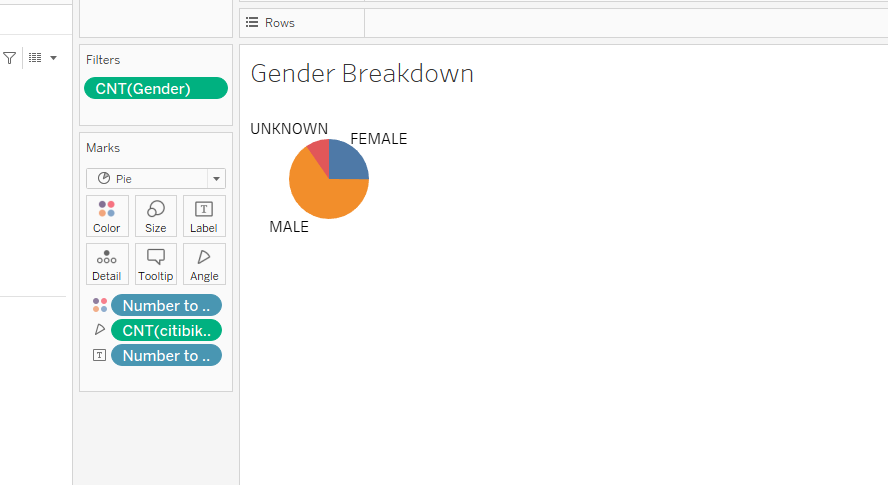 Rows
Filters
CNT(Gender)
Gender Breakdown
Marks
Pie
Color Size Label
Detail Tooltip Angle
Number to ..
CNT(citibik..
Number to ..
UNKNOWN
FEMALE
MALE